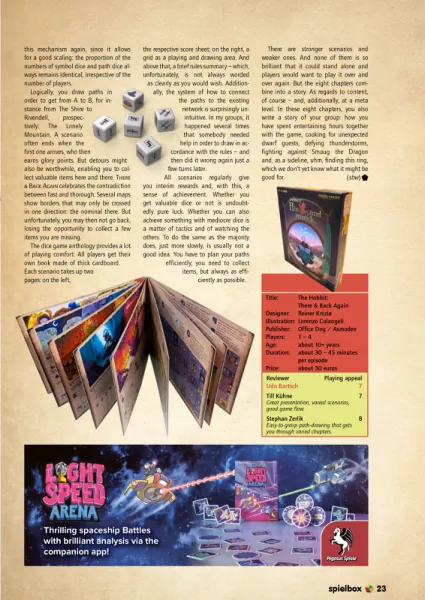 this mechanism again, since it allows
for a good scaling; the proportion of the
numbers of symbol dice and path dice al-
ways remains identical, irrespective of the
number of players.
Logically, you draw paths in
order to get from A to B, for in-
stance from The Shire to
Rivendell, prospec-
tively: The Lonely
Mountain. A scenario
often ends when the
first one arrives, who then
earns glory points. But detours might
also be worthwhile, enabling you to col-
lect valuable items here and there. There
& Back Again celebrates the contradiction
between fast and thorough. Several maps
show borders that may only be crossed
in one direction: the nominal there. But
unfortunately, you may then not go back,
losing the opportunity to collect a few
items you are missing.
The dice game anthology provides a lot
of playing comfort. All players get their
own book made of thick cardboard.
Each scenario takes up two
pages: on the left,
the respective score sheet; on the right, a
grid as a playing and drawing area. And
above that, a brief rules summary – which,
unfortunately, is not always worded
as clearly as you would wish. Addition-
ally, the system of how to connect
the paths to the existing
network is surprisingly un-
intuitive. In my groups, it
happened several times
that somebody needed
help in order to draw in ac-
cordance with the rules – and
then did it wrong again just a
few turns later.
All scenarios regularly give
you interim rewards and, with this, a
sense of achievement. Whether you
get valuable dice or not is undoubt-
edly pure luck. Whether you can also
achieve something with mediocre dice is
a matter of tactics and of watching the
others. To do the same as the majority
does, just more slowly, is usually not a
good idea. You have to plan your paths
efficiently, you need to collect
items, but always as effi-
ciently as possible.
There are stronger scenarios and
weaker ones. And none of them is so
brilliant that it could stand alone and
players would want to play it over and
over again. But the eight chapters com-
bine into a story. As regards to content,
of course – and, additionally, at a meta
level. In these eight chapters, you also
write a story of your group: how you
have spent entertaining hours together
with the game, cooking for unexpected
dwarf guests, defying thunderstorms,
fighting against Smaug the Dragon
and, as a sideline, uhm, finding this ring,
which we don't yet know what it might be
good for. (ubw)
Title: The Hobbit:
There & Back Again
Designer: Reiner Knizia
Illustration: Lorenzo Colangeli
Publisher: Office Dog / Asmodee
Players: 1 – 4
Age: about 10+ years
Duration: about 30 – 45 minutes
per episode
Price: about 30 euros
Reviewer Playing appeal
Udo Bartsch 7
Till Kühne 7
Great presentation, varied scenarios,
good game flow.
Stephan Zerlik 8
Easy-to-grasp path-drawing that gets
you through varied chapters.
LIGHT
SPEED
ARENA
Thrilling spaceship Battles
with brilliant analysis via the
companion app!
Pegasus Spiele
spielbox 23